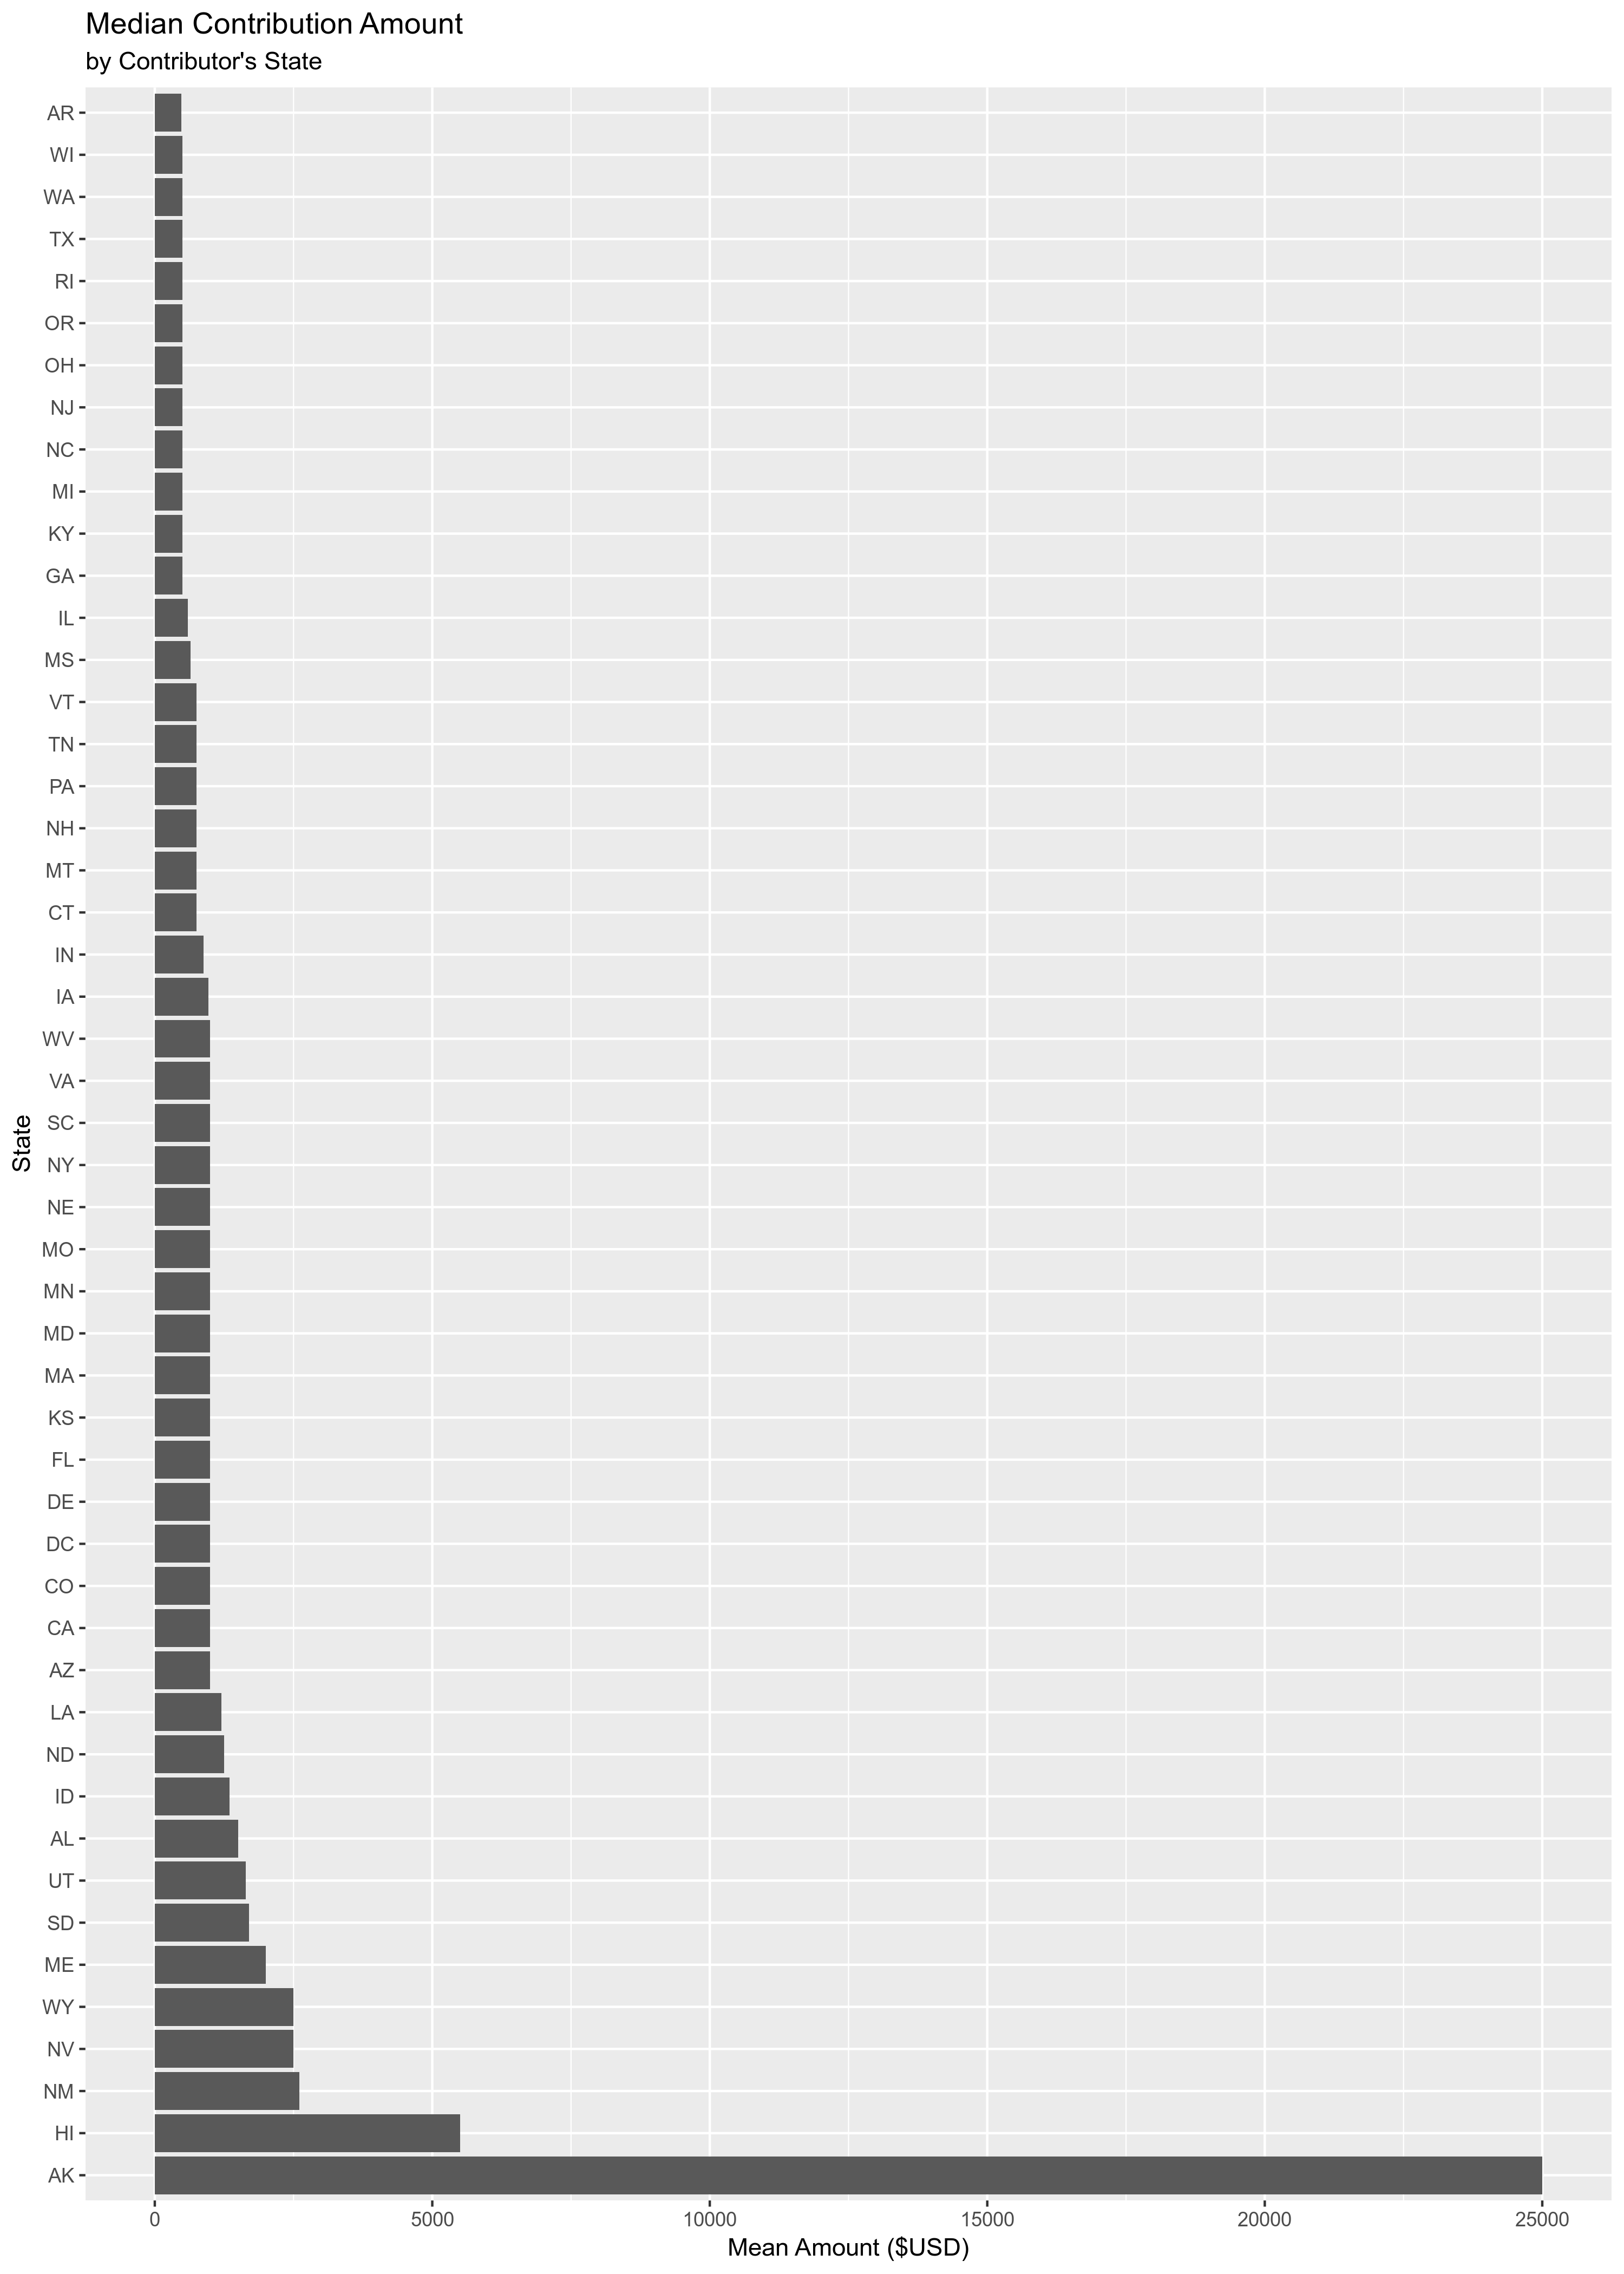 Median Contribution Amount
by Contributor's State
AR
WI
WA
TX
RI
OR
OH
NJ
NC
MI
KY
GA
IL
MS
VT
TN
PA
NH
MT
CT
IN
IA
WV
VA
SC
NY
NE
MO
MN
MD
MA
KS
FL
DE
DC
CO
CA
AZ
LA
ND
ID
AL
UT
SD
ME
WY
NV
NM
HI
AK
State
0 5000 10000 15000 20000 25000
Mean Amount ($USD)